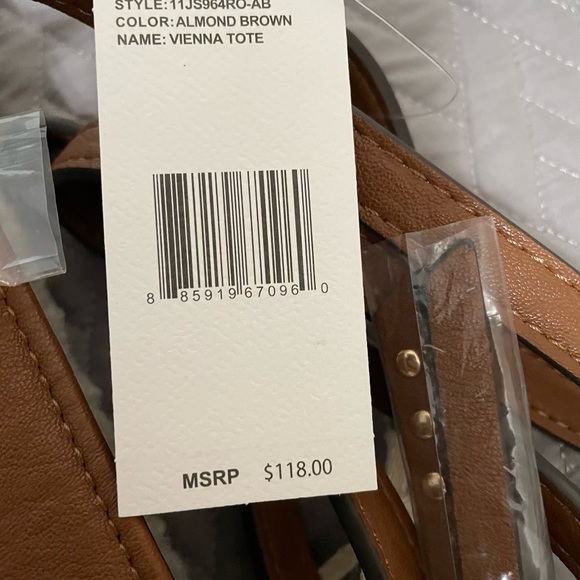 STYLE: 11JS964RO-AB
COLOR: ALMOND BROWN
NAME: VIENNA TOTE
8 85919 67096 0
MSRP $118.00